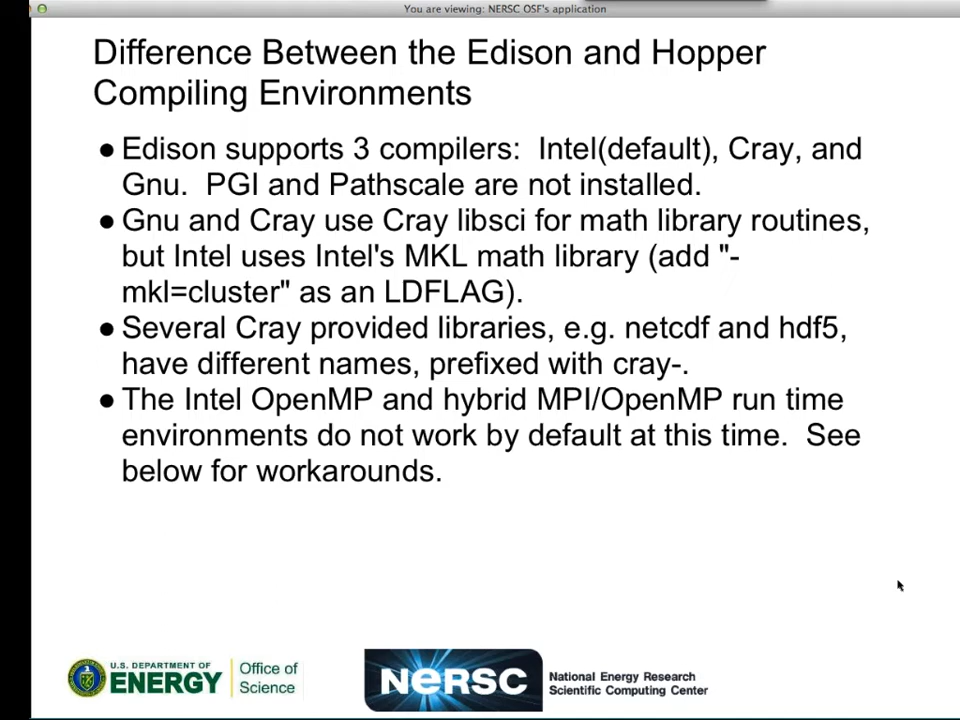 You are viewing: NERSC OSF's application
Difference Between the Edison and Hopper
Compiling Environments
● Edison supports 3 compilers:  Intel(default), Cray, and
Gnu.  PGI and Pathscale are not installed.
● Gnu and Cray use Cray libsci for math library routines,
but Intel uses Intel's MKL math library (add "-
mkl=cluster" as an LDFLAG).
● Several Cray provided libraries, e.g. netcdf and hdf5,
have different names, prefixed with cray-.
● The Intel OpenMP and hybrid MPI/OpenMP run time
environments do not work by default at this time.  See
below for workarounds.
U.S. DEPARTMENT OF
ENERGY
Office of
Science
NERSC
National Energy Research
Scientific Computing Center